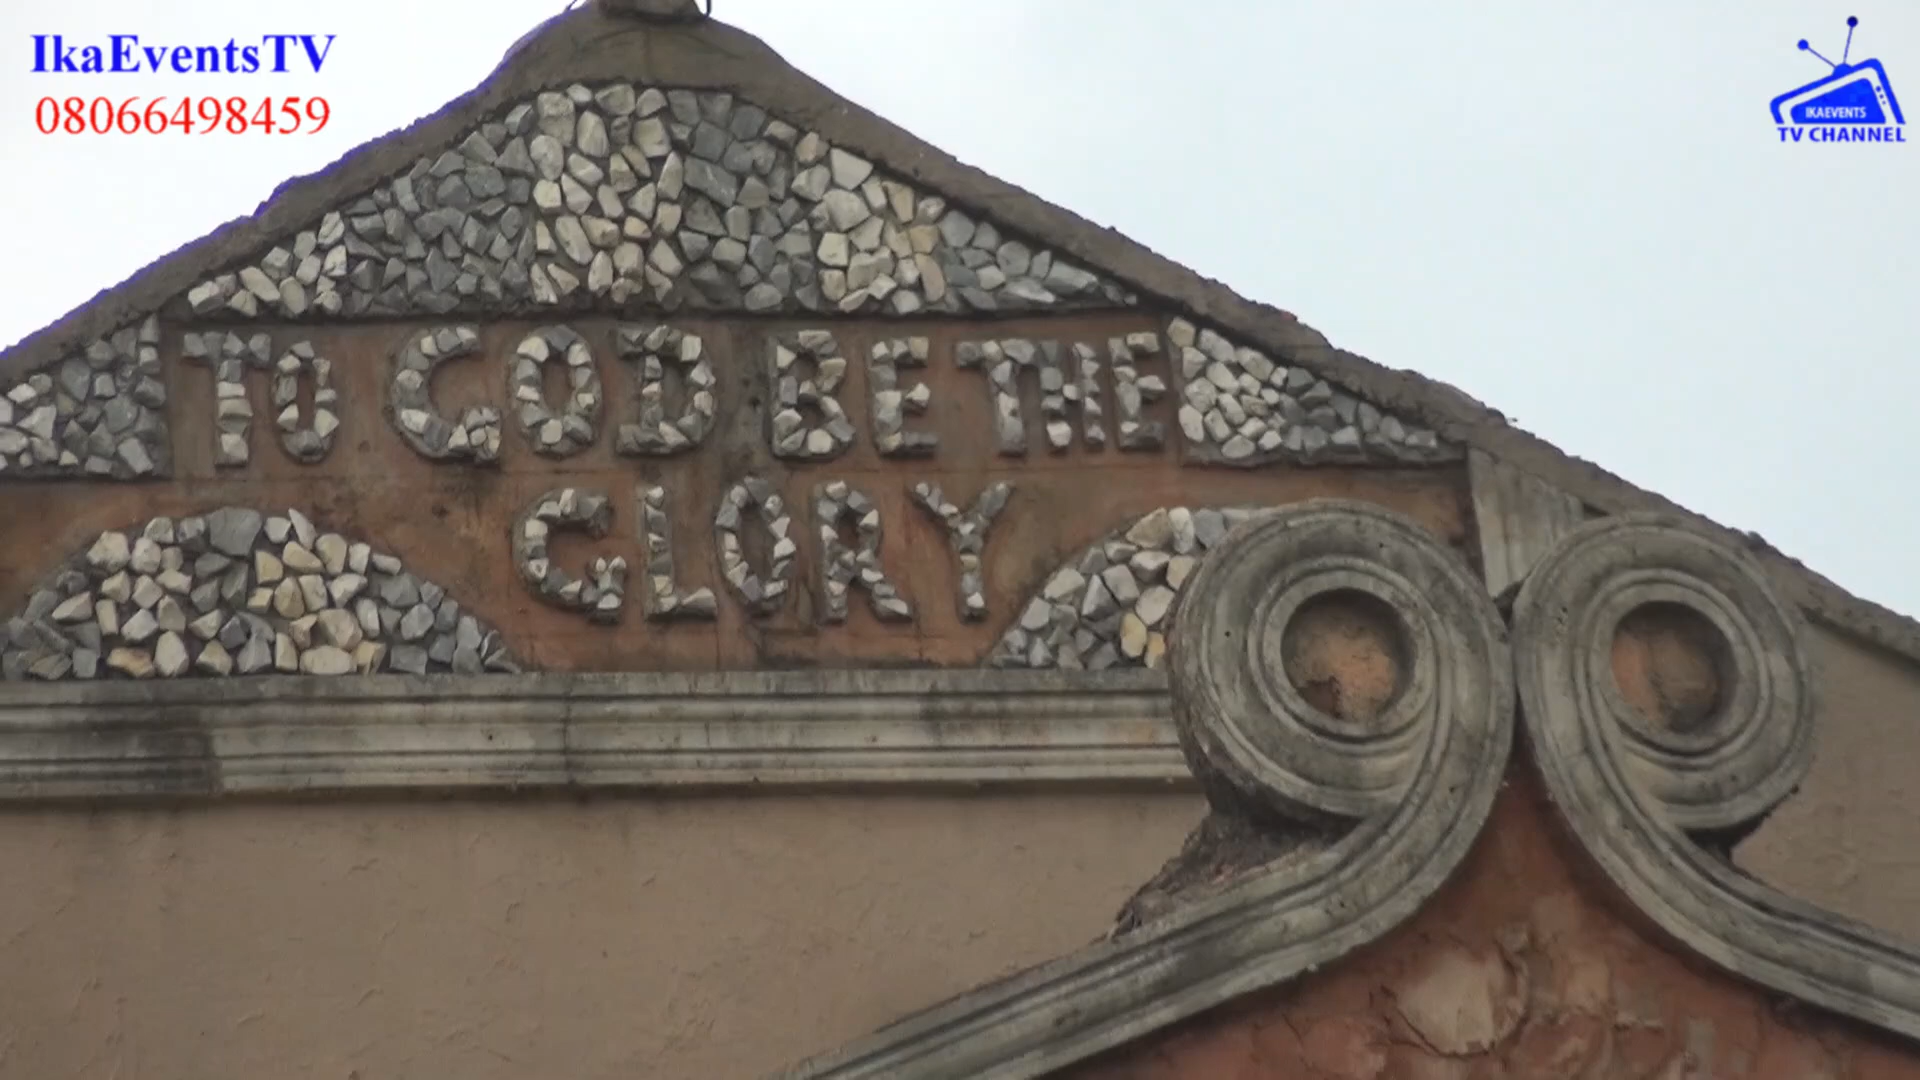 IkaEventsTV
08066498459
IKAEVENTS
TV CHANNEL
TO GOD BE THE
GLORY